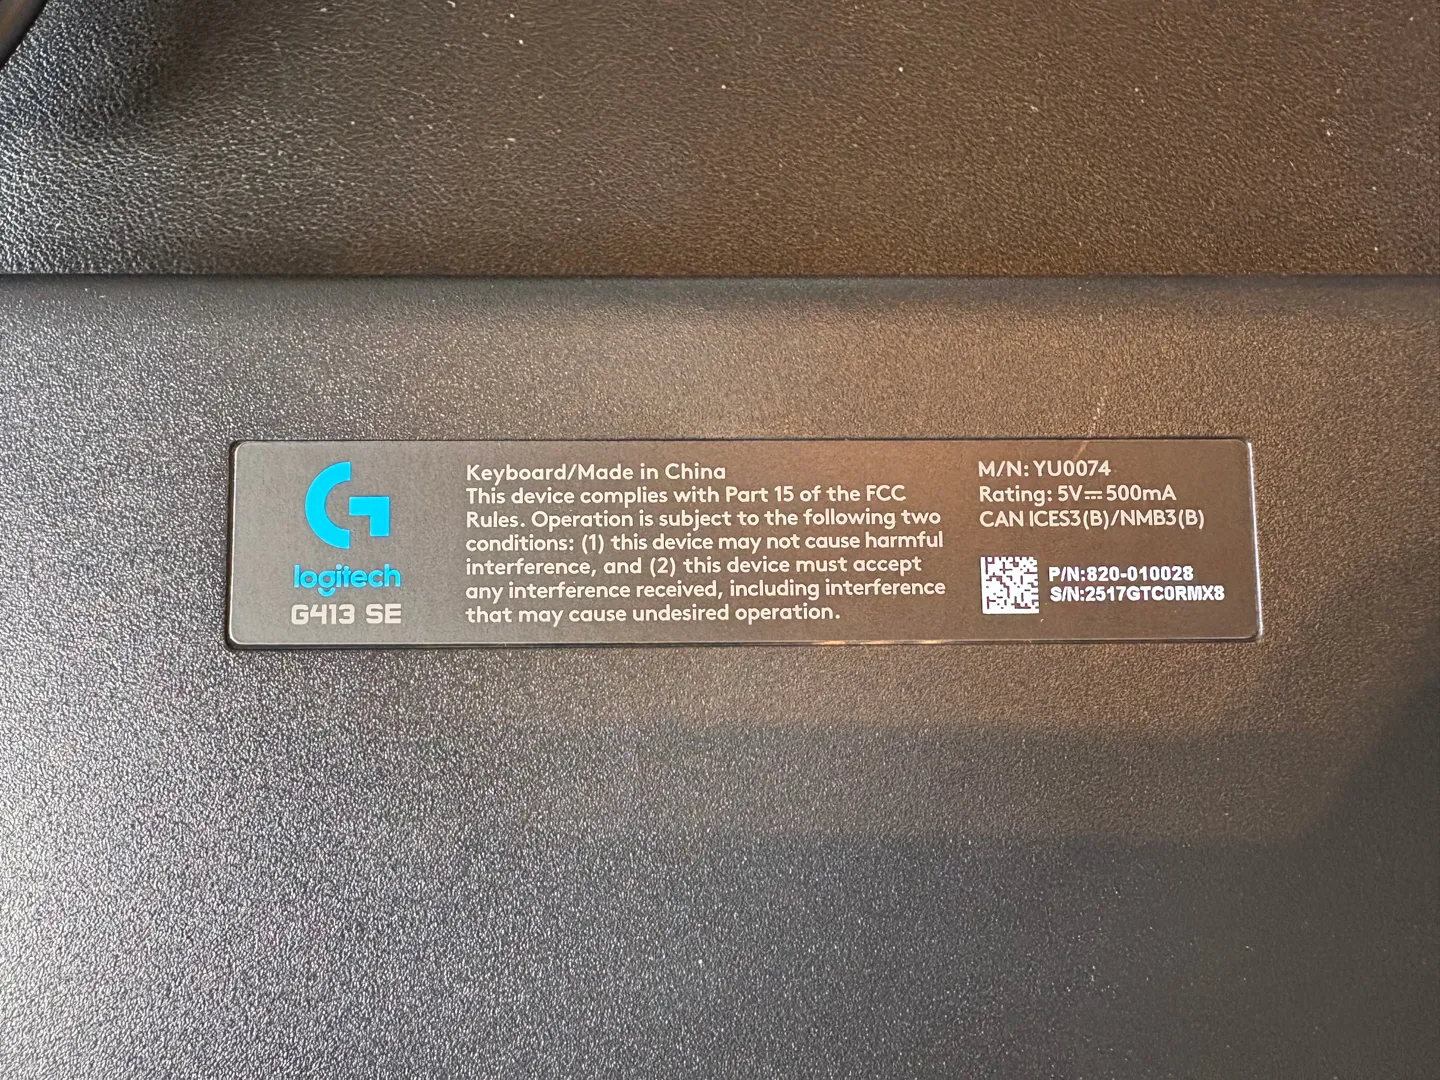 G
logitech
G413 SE
Keyboard/Made in China
This device complies with Part 15 of the FCC
Rules. Operation is subject to the following two
conditions: (1) this device may not cause harmful
interference, and (2) this device must accept
any interference received, including interference
that may cause undesired operation.
M/N: YU0074
Rating: 5V⎓500mA
CAN ICES3(B)/NMB3(B)
P/N:820-010028
S/N:2517GTC0RMX8